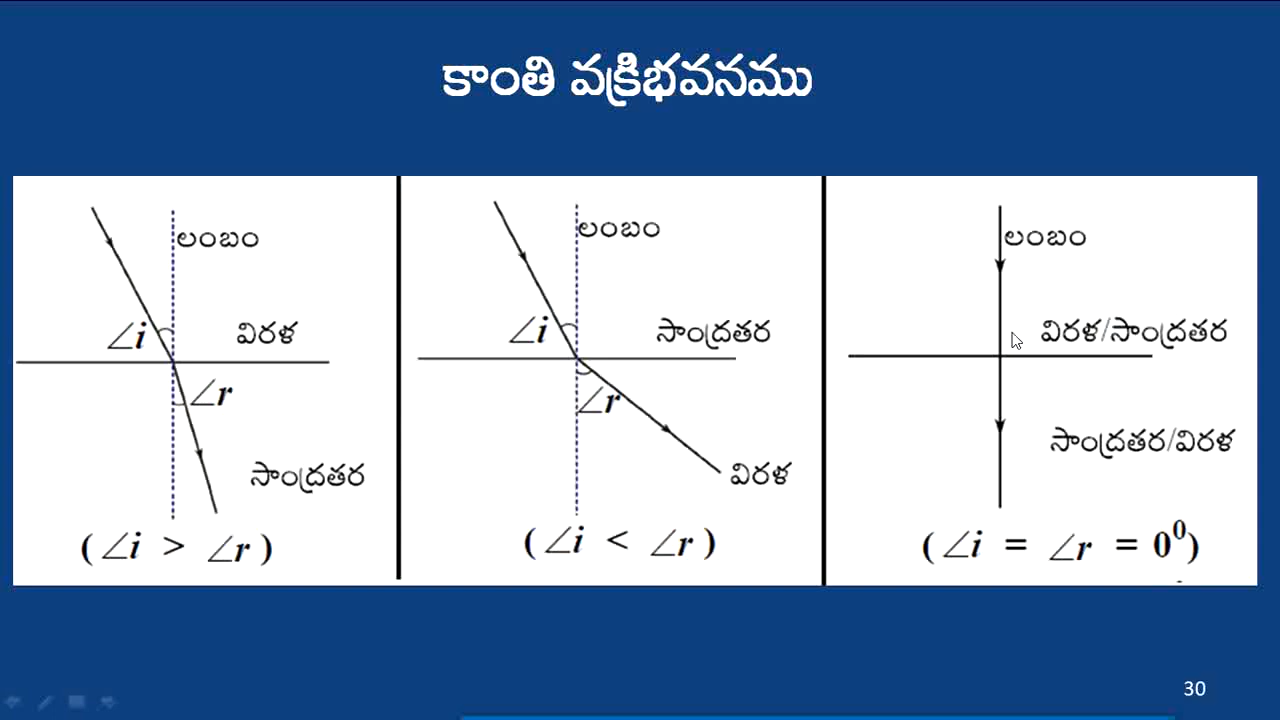 కాంతి వక్రిభవనము
లంబం
∠i
విరళ
∠r
సాంద్రతర
( ∠i > ∠r )
లంబం
∠i
సాంద్రతర
∠r
విరళ
( ∠i < ∠r )
లంబం
విరళ/సాంద్రతర
సాంద్రతర/విరళ
( ∠i = ∠r = 0⁰)
30